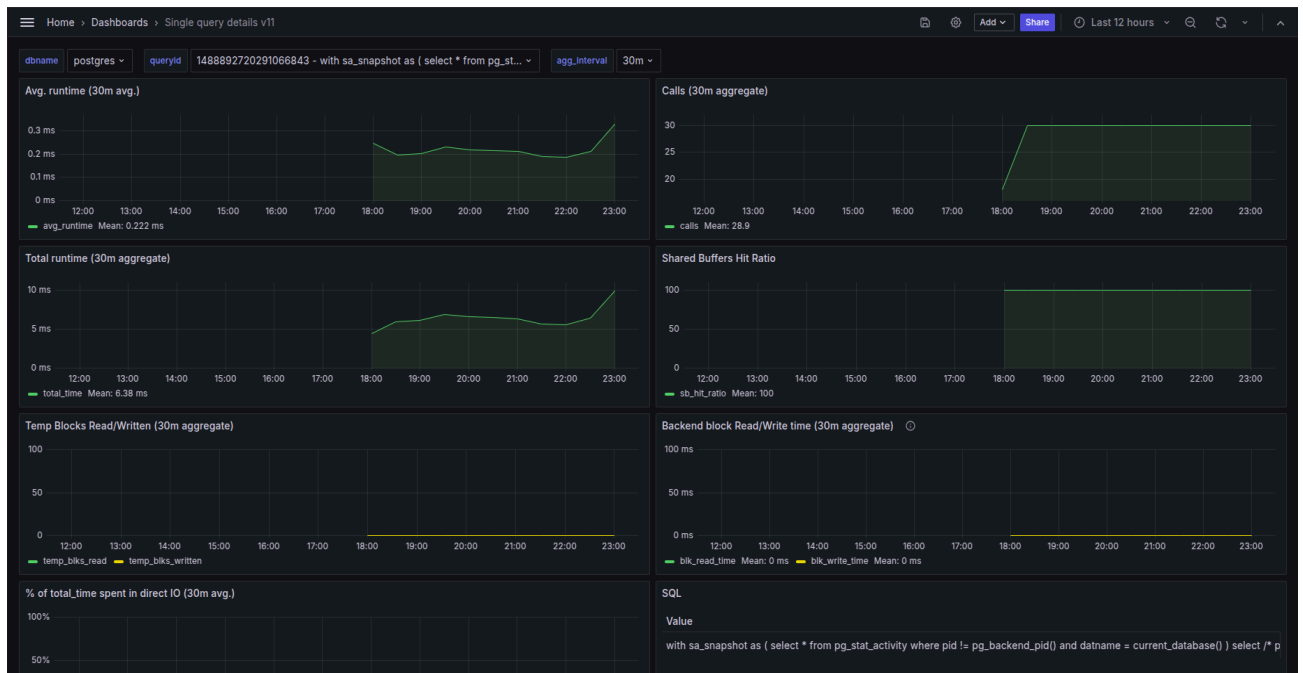 Home › Dashboards › Single query details v11 Add Share Last 12 hours
dbname postgres queryid 1488892720291066843 - with sa_snapshot as ( select * from pg_st... agg_interval 30m
Avg. runtime (30m avg.)
0.3 ms
0.2 ms
0.1 ms
0 ms
12:00 13:00 14:00 15:00 16:00 17:00 18:00 19:00 20:00 21:00 22:00 23:00
avg_runtime Mean: 0.222 ms
Calls (30m aggregate)
30
25
20
12:00 13:00 14:00 15:00 16:00 17:00 18:00 19:00 20:00 21:00 22:00 23:00
calls Mean: 28.9
Total runtime (30m aggregate)
10 ms
5 ms
0 ms
12:00 13:00 14:00 15:00 16:00 17:00 18:00 19:00 20:00 21:00 22:00 23:00
total_time Mean: 6.38 ms
Shared Buffers Hit Ratio
100
50
0
12:00 13:00 14:00 15:00 16:00 17:00 18:00 19:00 20:00 21:00 22:00 23:00
sb_hit_ratio Mean: 100
Temp Blocks Read/Written (30m aggregate)
100
50
0
12:00 13:00 14:00 15:00 16:00 17:00 18:00 19:00 20:00 21:00 22:00 23:00
temp_blks_read temp_blks_written
Backend block Read/Write time (30m aggregate)
100 ms
50 ms
0 ms
12:00 13:00 14:00 15:00 16:00 17:00 18:00 19:00 20:00 21:00 22:00 23:00
blk_read_time Mean: 0 ms blk_write_time Mean: 0 ms
% of total_time spent in direct IO (30m avg.)
100%
50%
SQL
Value
with sa_snapshot as ( select * from pg_stat_activity where pid != pg_backend_pid() and datname = current_database() ) select /* p